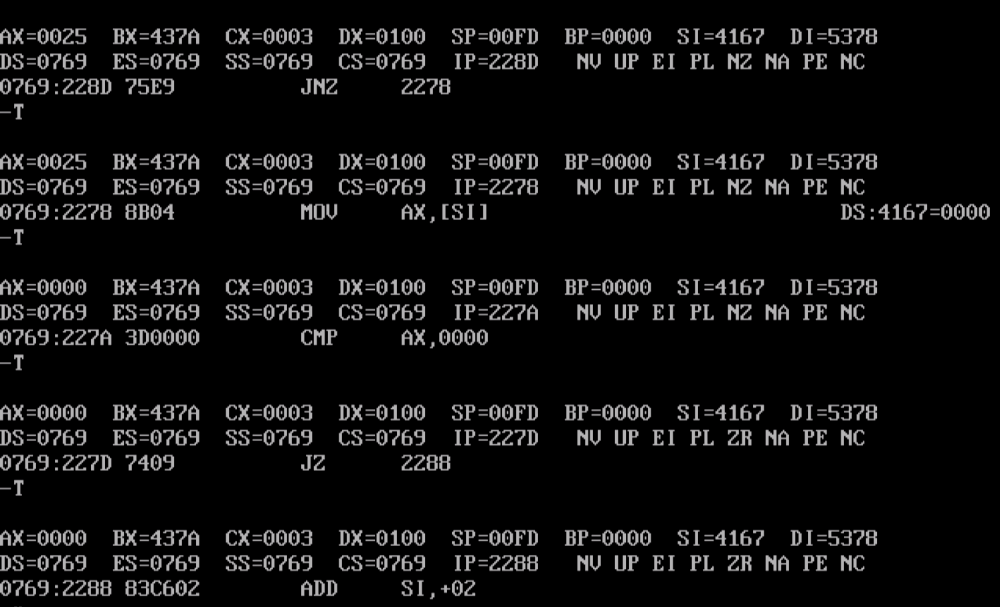 AX=0025  BX=437A  CX=0003  DX=0100  SP=00FD  BP=0000  SI=4167  DI=5378
DS=0769  ES=0769  SS=0769  CS=0769  IP=228D   NV UP EI PL NZ NA PE NC
0769:228D 75E9          JNZ     2278
-T
AX=0025  BX=437A  CX=0003  DX=0100  SP=00FD  BP=0000  SI=4167  DI=5378
DS=0769  ES=0769  SS=0769  CS=0769  IP=2278   NV UP EI PL NZ NA PE NC
0769:2278 8B04          MOV     AX,[SI]                            DS:4167=0000
-T
AX=0000  BX=437A  CX=0003  DX=0100  SP=00FD  BP=0000  SI=4167  DI=5378
DS=0769  ES=0769  SS=0769  CS=0769  IP=227A   NV UP EI PL NZ NA PE NC
0769:227A 3D0000        CMP     AX,0000
-T
AX=0000  BX=437A  CX=0003  DX=0100  SP=00FD  BP=0000  SI=4167  DI=5378
DS=0769  ES=0769  SS=0769  CS=0769  IP=227D   NV UP EI PL ZR NA PE NC
0769:227D 7409          JZ      2288
-T
AX=0000  BX=437A  CX=0003  DX=0100  SP=00FD  BP=0000  SI=4167  DI=5378
DS=0769  ES=0769  SS=0769  CS=0769  IP=2288   NV UP EI PL ZR NA PE NC
0769:2288 83C602        ADD     SI,+02